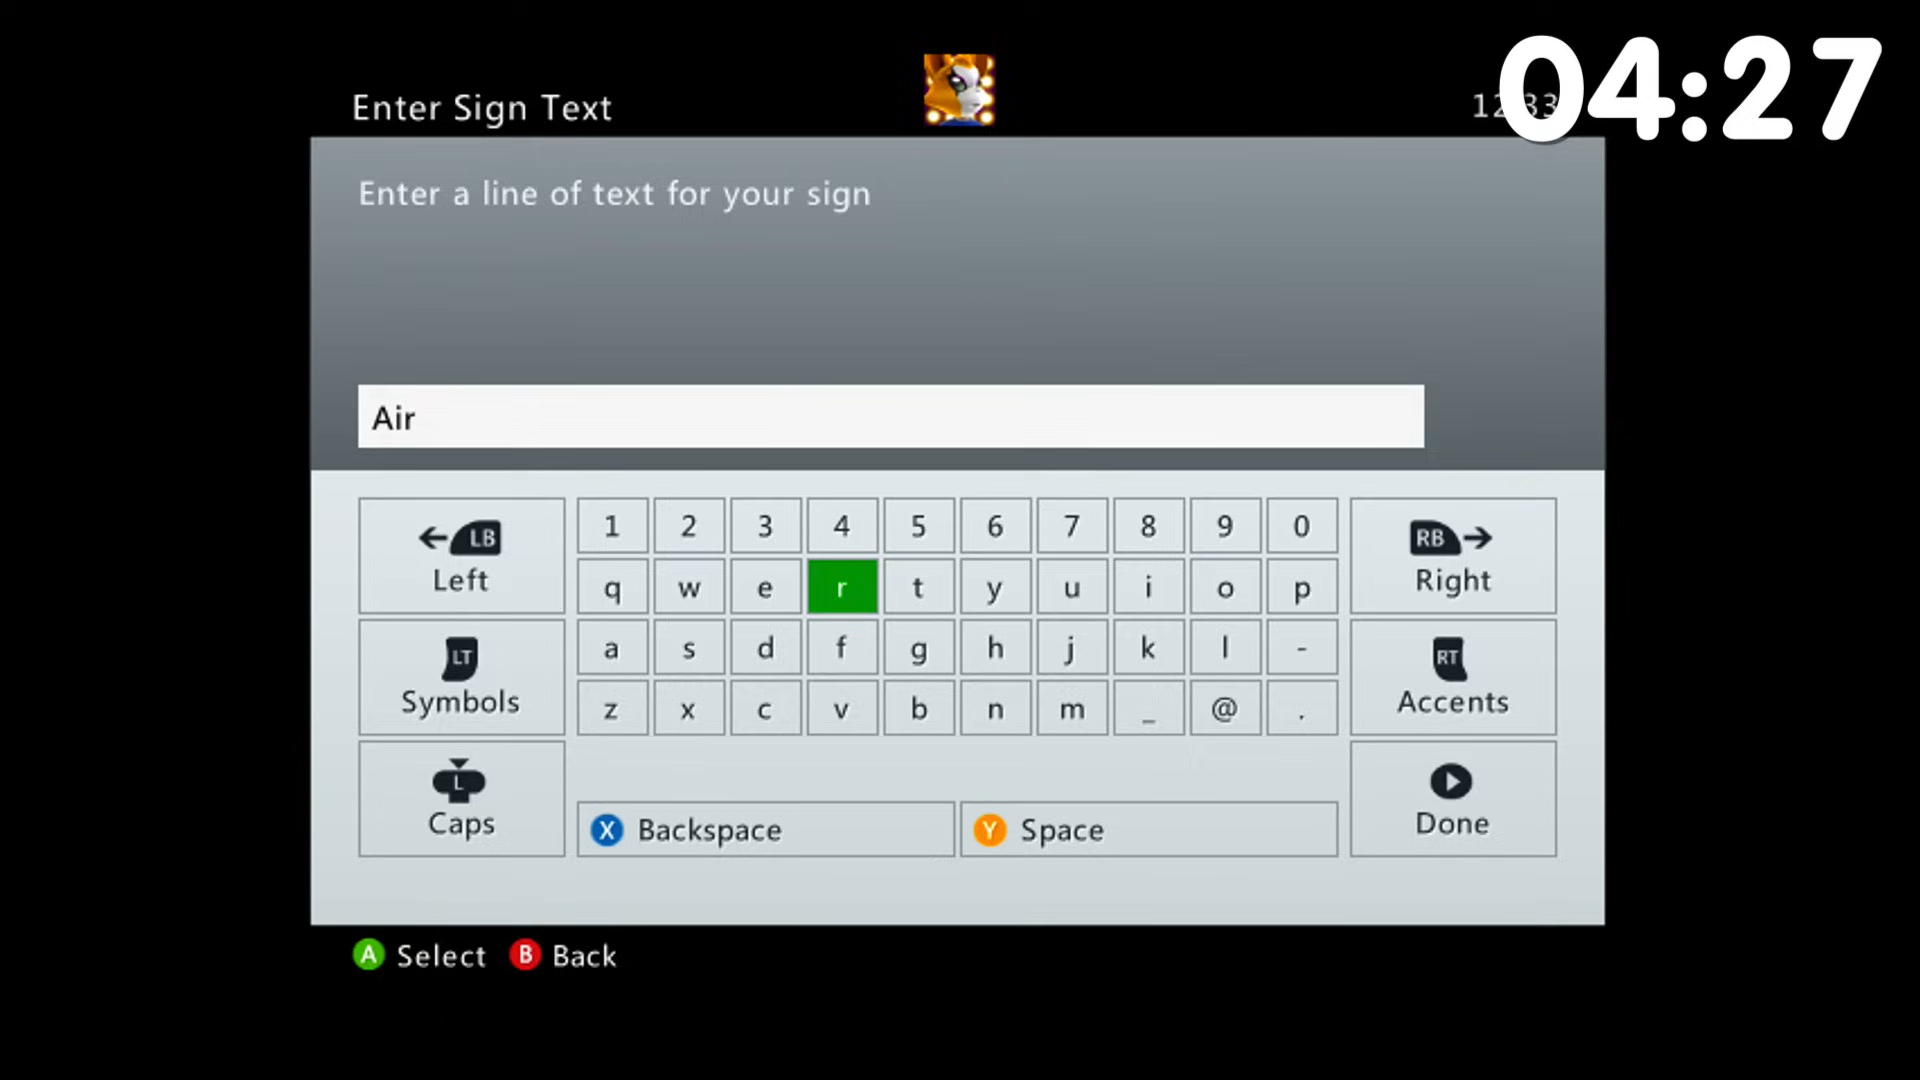 04:27
Enter Sign Text
Enter a line of text for your sign
Air
LB
Left
1 2 3 4 5 6 7 8 9 0
RB
Right
q w e r t y u i o p
LT
Symbols
a s d f g h j k l -
RT
Accents
z x c v b n m _ @ .
L
Caps
X Backspace
Y Space
Done
A Select B Back